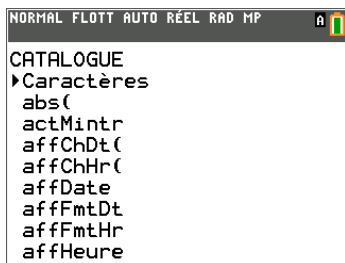 NORMAL FLOTT AUTO RÉEL RAD MP A
CATALOGUE
Caractères
abs(
actMintr
affChDt(
affChHr(
affDate
affFmtDt
affFmtHr
affHeure